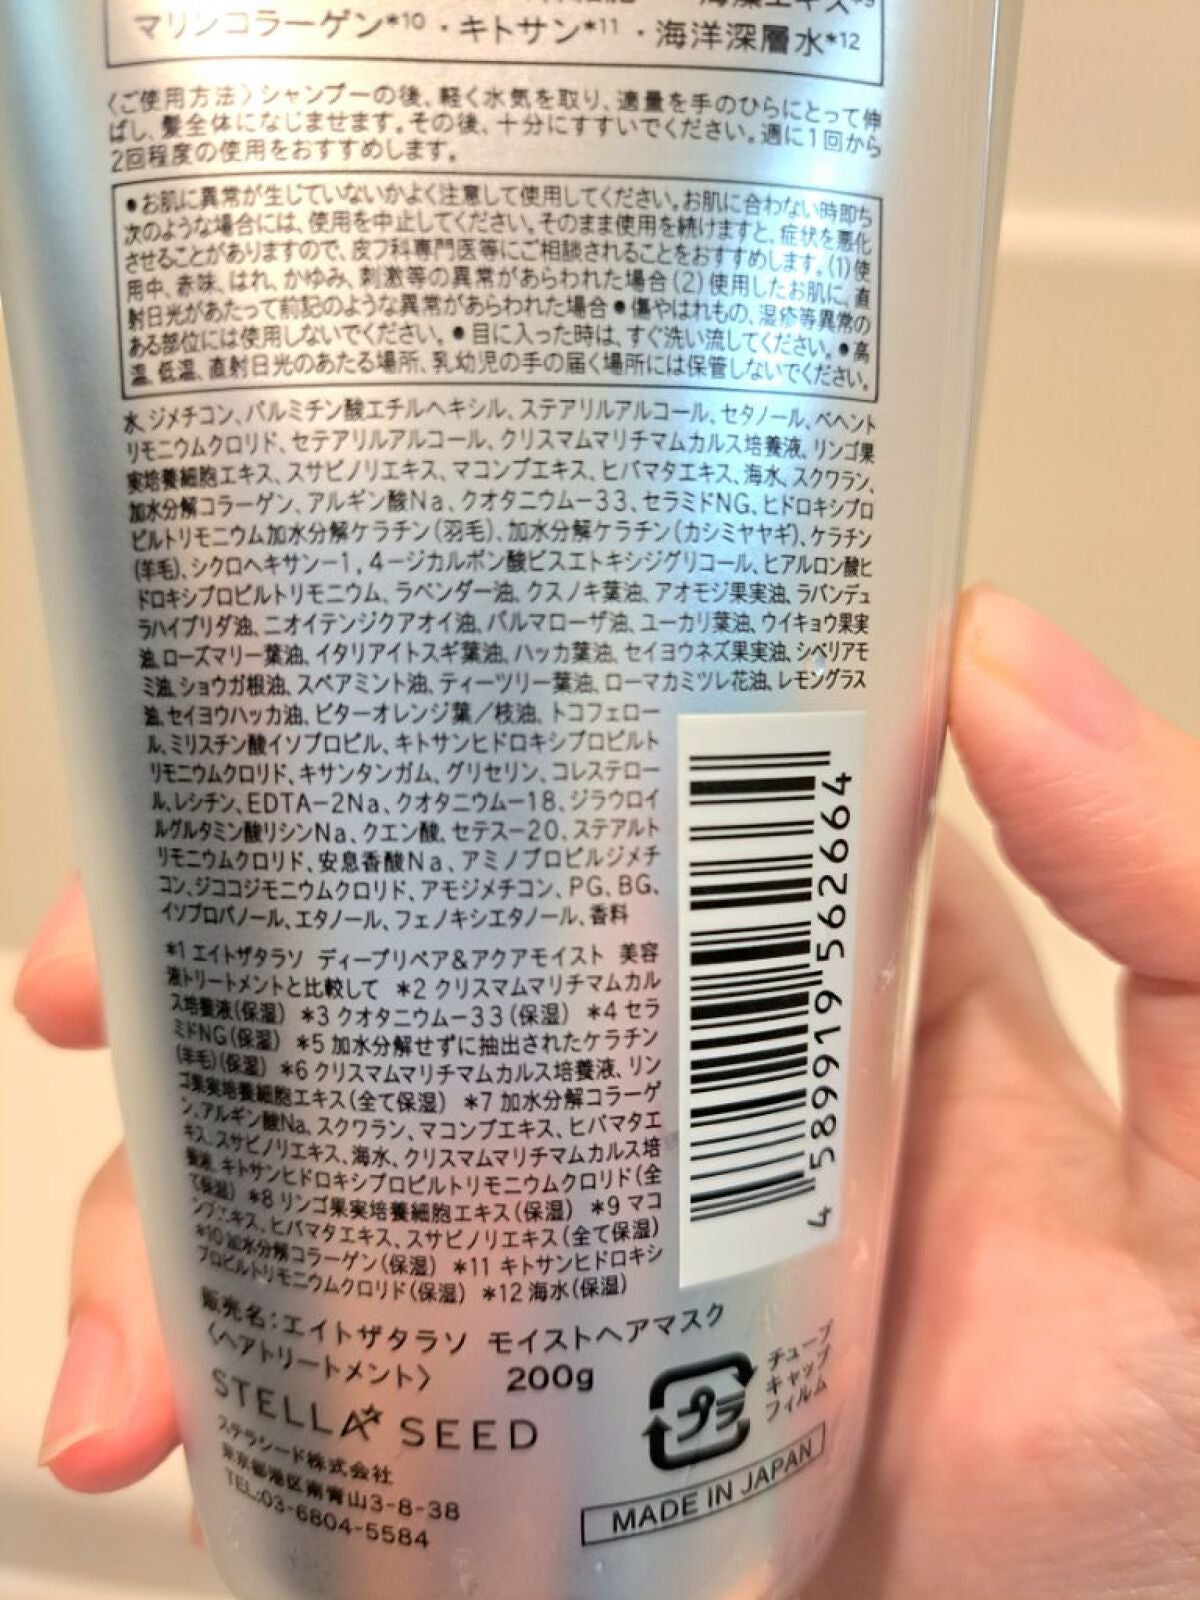 海藻エキス*9
マリンコラーゲン*10・キトサン*11・海洋深層水*12
〈ご使用方法〉シャンプーの後、軽く水気を取り、適量を手のひらにとって伸
ばし、髪全体になじませます。その後、十分にすすいでください。週に1回から
2回程度の使用をおすすめします。
●お肌に異常が生じていないかよく注意して使用してください。お肌に合わない時即ち
次のような場合には、使用を中止してください。そのまま使用を続けますと、症状を悪化
させることがありますので、皮フ科専門医等にご相談されることをおすすめします。(1)使
用中、赤味、はれ、かゆみ、刺激等の異常があらわれた場合(2)使用したお肌に、直
射日光があたって前記のような異常があらわれた場合●傷やはれもの、湿疹等異常の
ある部位には使用しないでください。●目に入った時は、すぐ洗い流してください。●高
温、低温、直射日光のあたる場所、乳幼児の手の届く場所には保管しないでください。
水、ジメチコン、パルミチン酸エチルヘキシル、ステアリルアルコール、セタノール、ベヘント
リモニウムクロリド、セテアリルアルコール、クリスマムマリチマムカルス培養液、リンゴ果
実培養細胞エキス、スサビノリエキス、マコンブエキス、ヒバマタエキス、海水、スクワラン、
加水分解コラーゲン、アルギン酸Na、クオタニウム－33、セラミドNG、ヒドロキシプロ
ピルトリモニウム加水分解ケラチン(羽毛)、加水分解ケラチン(カシミヤヤギ)、ケラチン
(羊毛)、シクロヘキサン－1，4－ジカルボン酸ビスエトキシジグリコール、ヒアルロン酸ヒ
ドロキシプロピルトリモニウム、ラベンダー油、クスノキ葉油、アオモジ果実油、ラバンデュ
ラハイブリダ油、ニオイテンジクアオイ油、パルマローザ油、ユーカリ葉油、ウイキョウ果実
油、ローズマリー葉油、イタリアイトスギ葉油、ハッカ葉油、セイヨウネズ果実油、シベリアモ
ミ油、ショウガ根油、スペアミント油、ティーツリー葉油、ローマカミツレ花油、レモングラス
油、セイヨウハッカ油、ビターオレンジ葉／枝油、トコフェロー
ル、ミリスチン酸イソプロピル、キトサンヒドロキシプロピルト
リモニウムクロリド、キサンタンガム、グリセリン、コレステロー
ル、レシチン、EDTA－2Na、クオタニウム－18、ジラウロイ
ルグルタミン酸リシンNa、クエン酸、セテス－20、ステアルト
リモニウムクロリド、安息香酸Na、アミノプロピルジメチ
コン、ジココジモニウムクロリド、アモジメチコン、PG、BG、
イソプロパノール、エタノール、フェノキシエタノール、香料
*1 エイトザタラソ ディープリペア&アクアモイスト 美容
液トリートメントと比較して *2 クリスマムマリチマムカル
ス培養液(保湿) *3 クオタニウム－33(保湿) *4 セラ
ミドNG(保湿) *5 加水分解せずに抽出されたケラチン
(羊毛)(保湿) *6 クリスマムマリチマムカルス培養液、リン
ゴ果実培養細胞エキス(全て保湿) *7 加水分解コラーゲ
ン、アルギン酸Na、スクワラン、マコンブエキス、ヒバマタエ
キス、スサビノリエキス、海水、クリスマムマリチマムカルス培
養液、キトサンヒドロキシプロピルトリモニウムクロリド(全
て保湿) *8 リンゴ果実培養細胞エキス(保湿) *9 マコ
ンブエキス、ヒバマタエキス、スサビノリエキス(全て保湿)
*10 加水分解コラーゲン(保湿) *11 キトサンヒドロキシ
プロピルトリモニウムクロリド(保湿) *12 海水(保湿)
4 589919 562664
販売名：エイトザタラソ モイストヘアマスク
〈ヘアトリートメント〉 200g
STELLA SEED
ステラシード株式会社
東京都港区南青山3-8-38
TEL:03-6804-5584
プラ
チューブ
キャップ
フィルム
MADE IN JAPAN